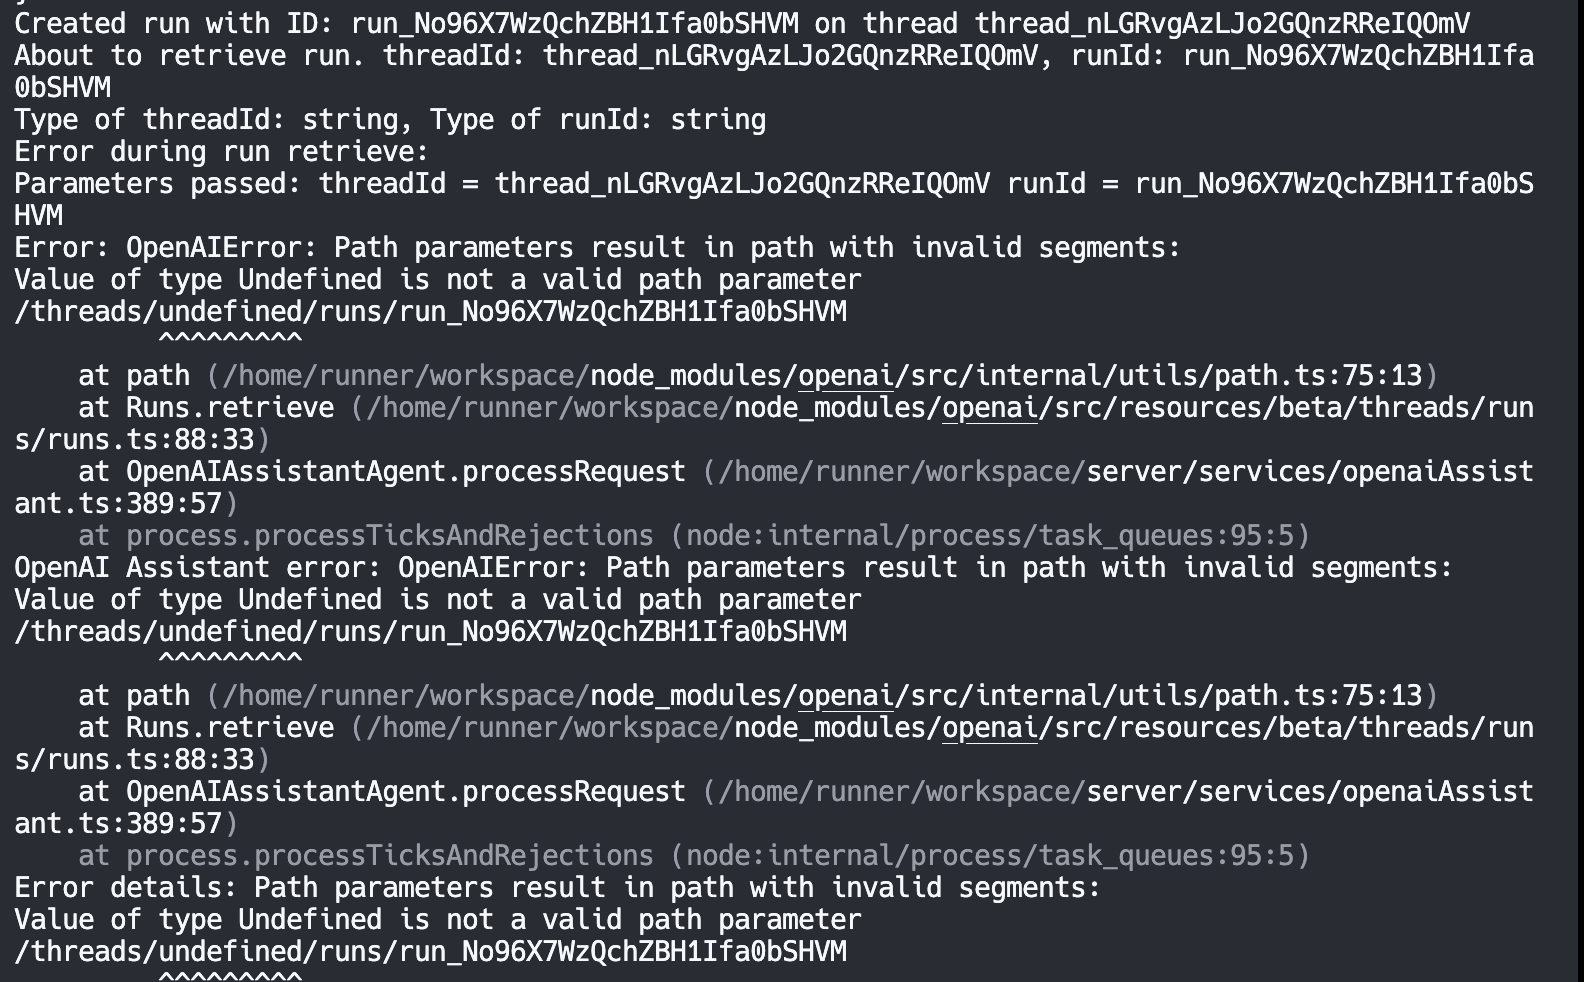 Created run with ID: run_No96X7WzQchZBH1Ifa0bSHVM on thread thread_nLGRvgAzLJo2GQnzRReIQOmV
About to retrieve run. threadId: thread_nLGRvgAzLJo2GQnzRReIQOmV, runId: run_No96X7WzQchZBH1Ifa
0bSHVM
Type of threadId: string, Type of runId: string
Error during run retrieve:
Parameters passed: threadId = thread_nLGRvgAzLJo2GQnzRReIQOmV runId = run_No96X7WzQchZBH1Ifa0bS
HVM
Error: OpenAIError: Path parameters result in path with invalid segments:
Value of type Undefined is not a valid path parameter
/threads/undefined/runs/run_No96X7WzQchZBH1Ifa0bSHVM
         ^^^^^^^^^
    at path (/home/runner/workspace/node_modules/openai/src/internal/utils/path.ts:75:13)
    at Runs.retrieve (/home/runner/workspace/node_modules/openai/src/resources/beta/threads/run
s/runs.ts:88:33)
    at OpenAIAssistantAgent.processRequest (/home/runner/workspace/server/services/openaiAssist
ant.ts:389:57)
    at process.processTicksAndRejections (node:internal/process/task_queues:95:5)
OpenAI Assistant error: OpenAIError: Path parameters result in path with invalid segments:
Value of type Undefined is not a valid path parameter
/threads/undefined/runs/run_No96X7WzQchZBH1Ifa0bSHVM
         ^^^^^^^^^
    at path (/home/runner/workspace/node_modules/openai/src/internal/utils/path.ts:75:13)
    at Runs.retrieve (/home/runner/workspace/node_modules/openai/src/resources/beta/threads/run
s/runs.ts:88:33)
    at OpenAIAssistantAgent.processRequest (/home/runner/workspace/server/services/openaiAssist
ant.ts:389:57)
    at process.processTicksAndRejections (node:internal/process/task_queues:95:5)
Error details: Path parameters result in path with invalid segments:
Value of type Undefined is not a valid path parameter
/threads/undefined/runs/run_No96X7WzQchZBH1Ifa0bSHVM
         ^^^^^^^^^